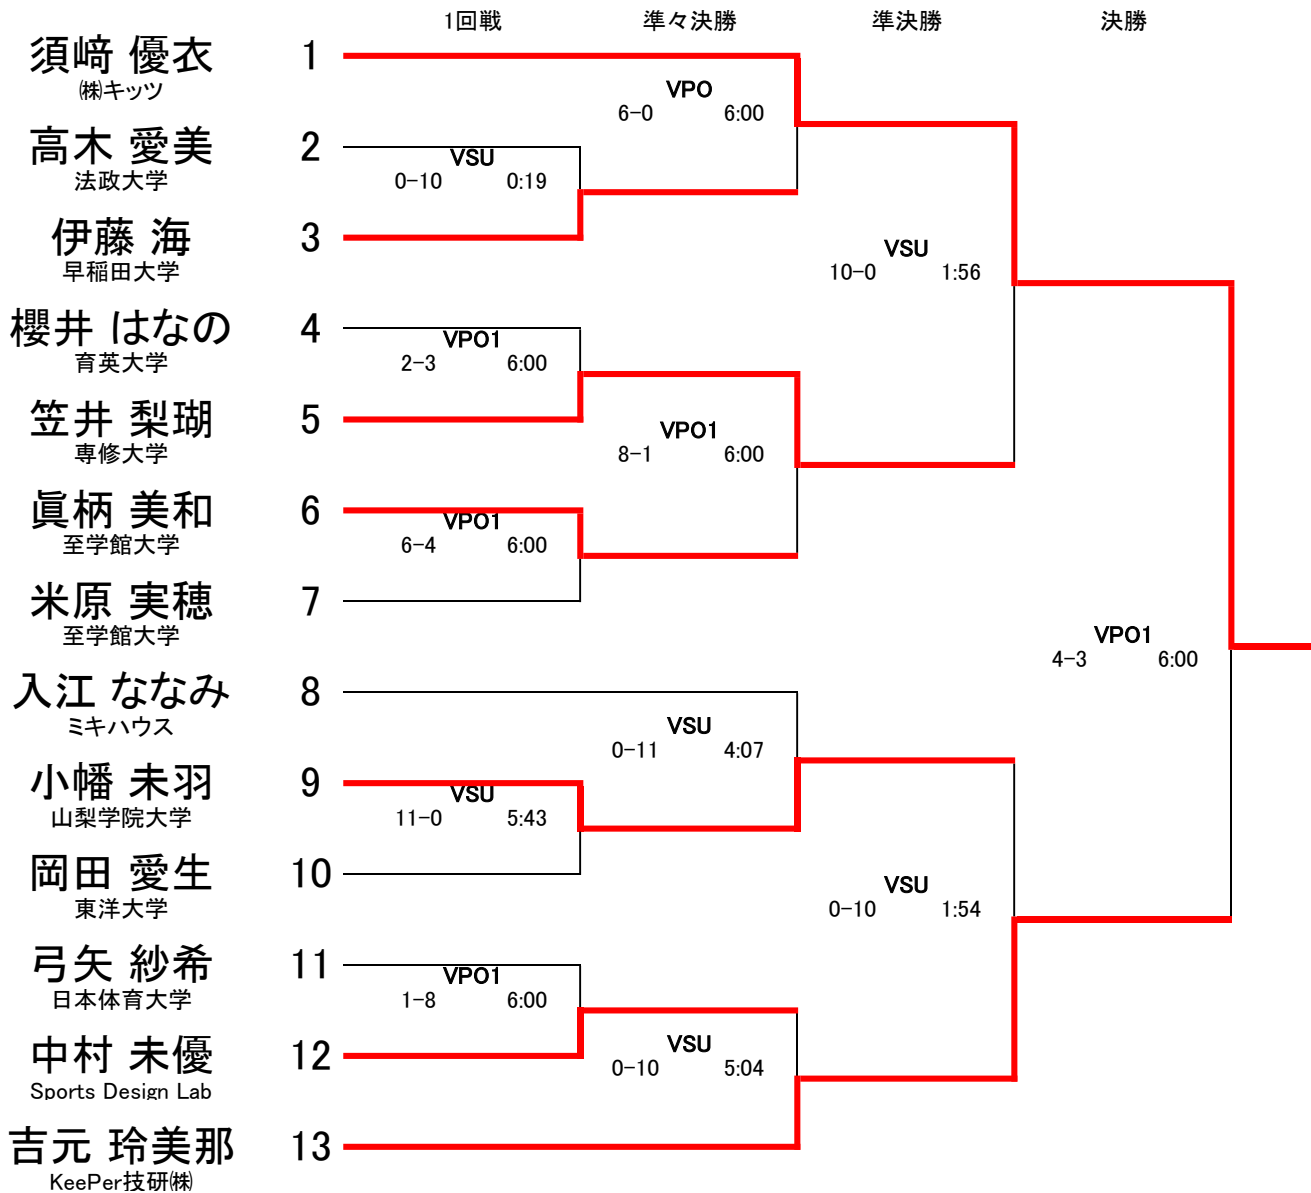 1回戦 準々決勝 準決勝 決勝
須﨑 優衣 1
㈱キッツ
VPO
6-0 6:00
高木 愛美 2
法政大学
VSU
0-10 0:19
伊藤 海 3
早稲田大学
VSU
10-0 1:56
櫻井 はなの 4
育英大学
VPO1
2-3 6:00
笠井 梨瑚 5
専修大学
VPO1
8-1 6:00
眞柄 美和 6
至学館大学
VPO1
6-4 6:00
米原 実穂 7
至学館大学
VPO1
4-3 6:00
入江 ななみ 8
ミキハウス
VSU
0-11 4:07
小幡 未羽 9
山梨学院大学
VSU
11-0 5:43
岡田 愛生 10
東洋大学
VSU
0-10 1:54
弓矢 紗希 11
日本体育大学
VPO1
1-8 6:00
中村 未優 12
Sports Design Lab
VSU
0-10 5:04
吉元 玲美那 13
KeePer技研㈱